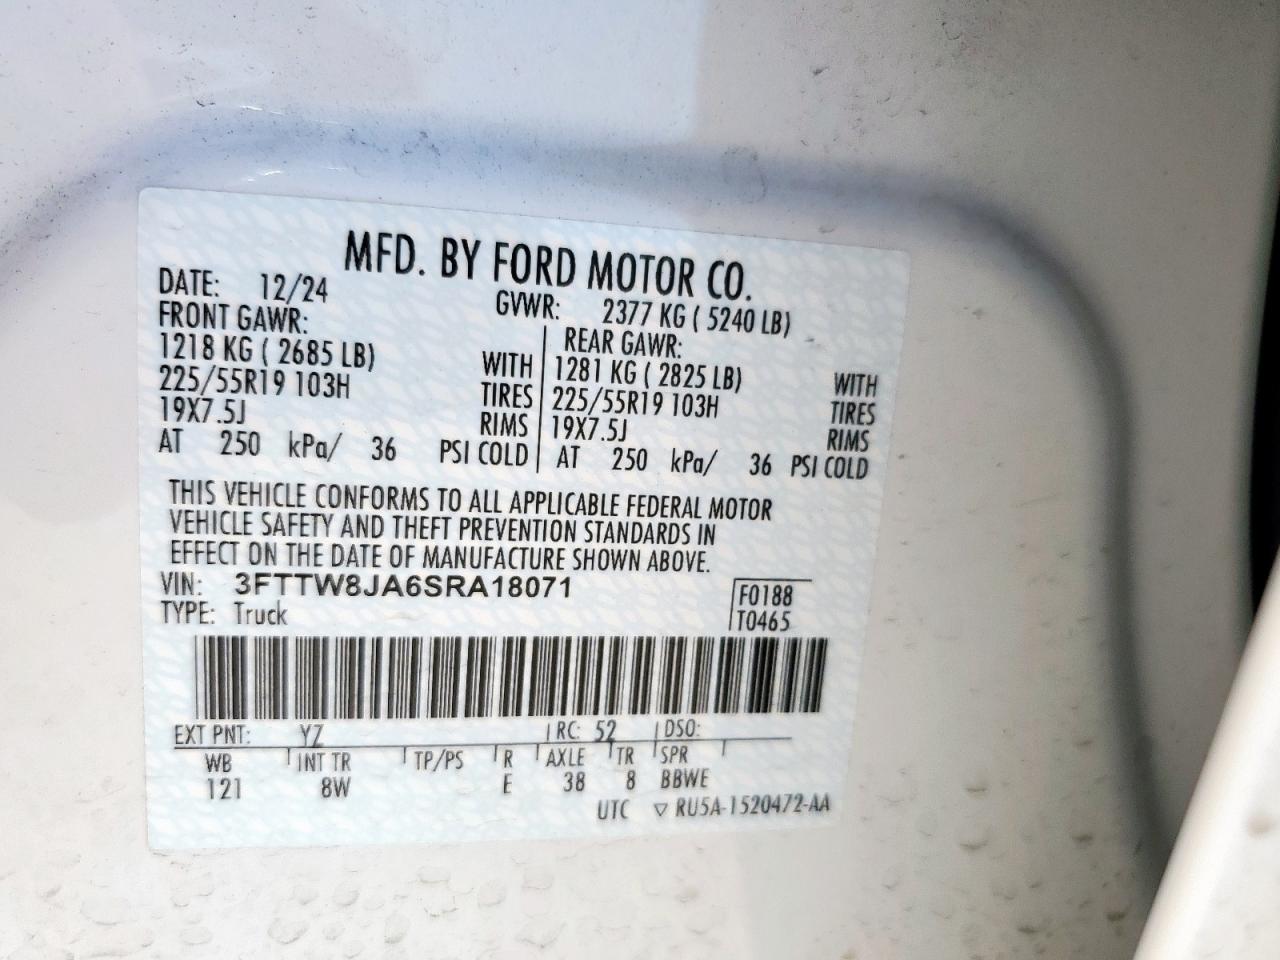 MFD. BY FORD MOTOR CO.
DATE: 12/24 GVWR: 2377 KG ( 5240 LB)
FRONT GAWR: REAR GAWR:
1218 KG ( 2685 LB) WITH 1281 KG ( 2825 LB) WITH
225/55R19 103H TIRES 225/55R19 103H TIRES
19X7.5J RIMS 19X7.5J RIMS
AT 250 kPa/ 36 PSI COLD AT 250 kPa/ 36 PSI COLD
THIS VEHICLE CONFORMS TO ALL APPLICABLE FEDERAL MOTOR
VEHICLE SAFETY AND THEFT PREVENTION STANDARDS IN
EFFECT ON THE DATE OF MANUFACTURE SHOWN ABOVE.
VIN: 3FTTW8JA6SRA18071 F0188
TYPE: Truck T0465
EXT PNT: YZ RC: 52 DSO:
WB INT TR TP/PS R AXLE TR SPR
121 8W E 38 8 BBWE
UTC ▽ RU5A-1520472-AA